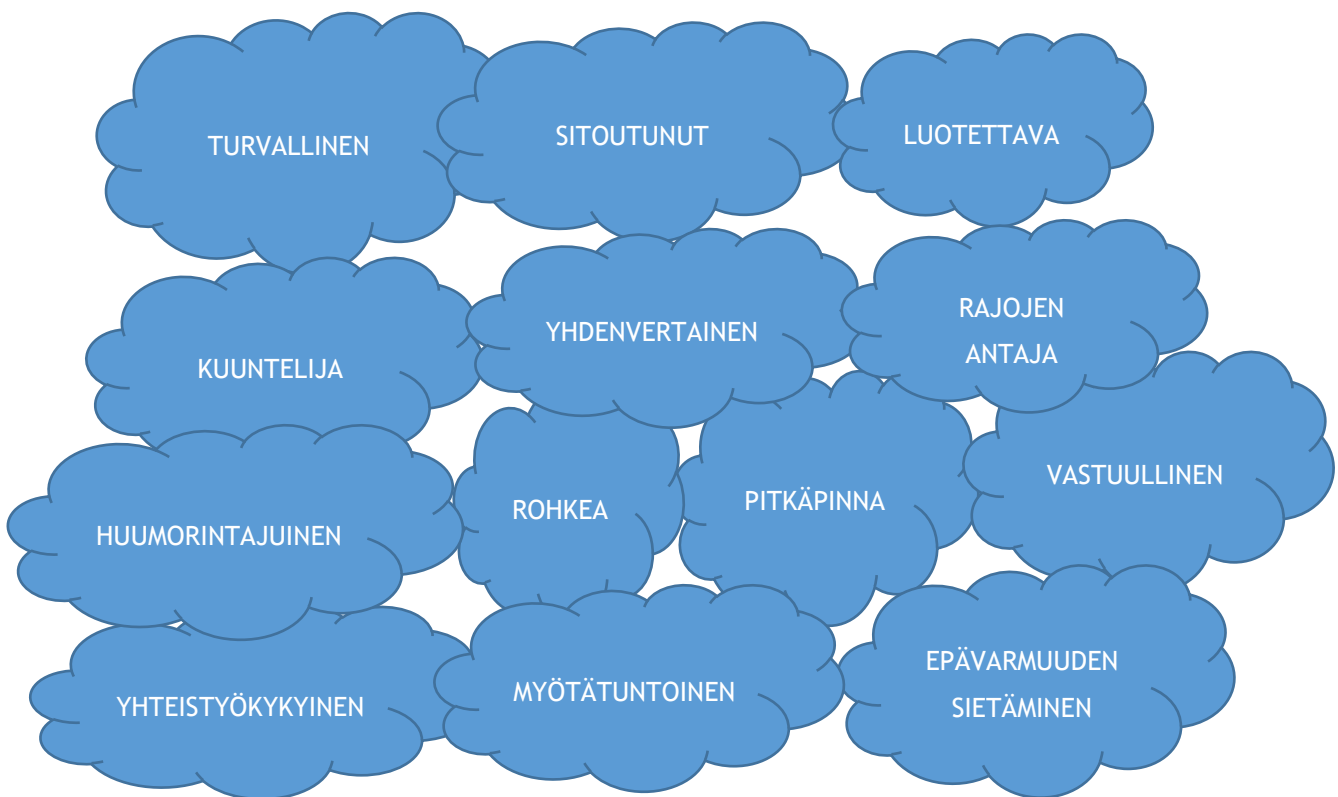 TURVALLINEN
SITOUTUNUT
LUOTETTAVA
KUUNTELIJA
YHDENVERTAINEN
RAJOJEN
ANTAJA
HUUMORINTAJUINEN
ROHKEA
PITKÄPINNA
VASTUULLINEN
YHTEISTYÖKYKYINEN
MYÖTÄTUNTOINEN
EPÄVARMUUDEN
SIETÄMINEN